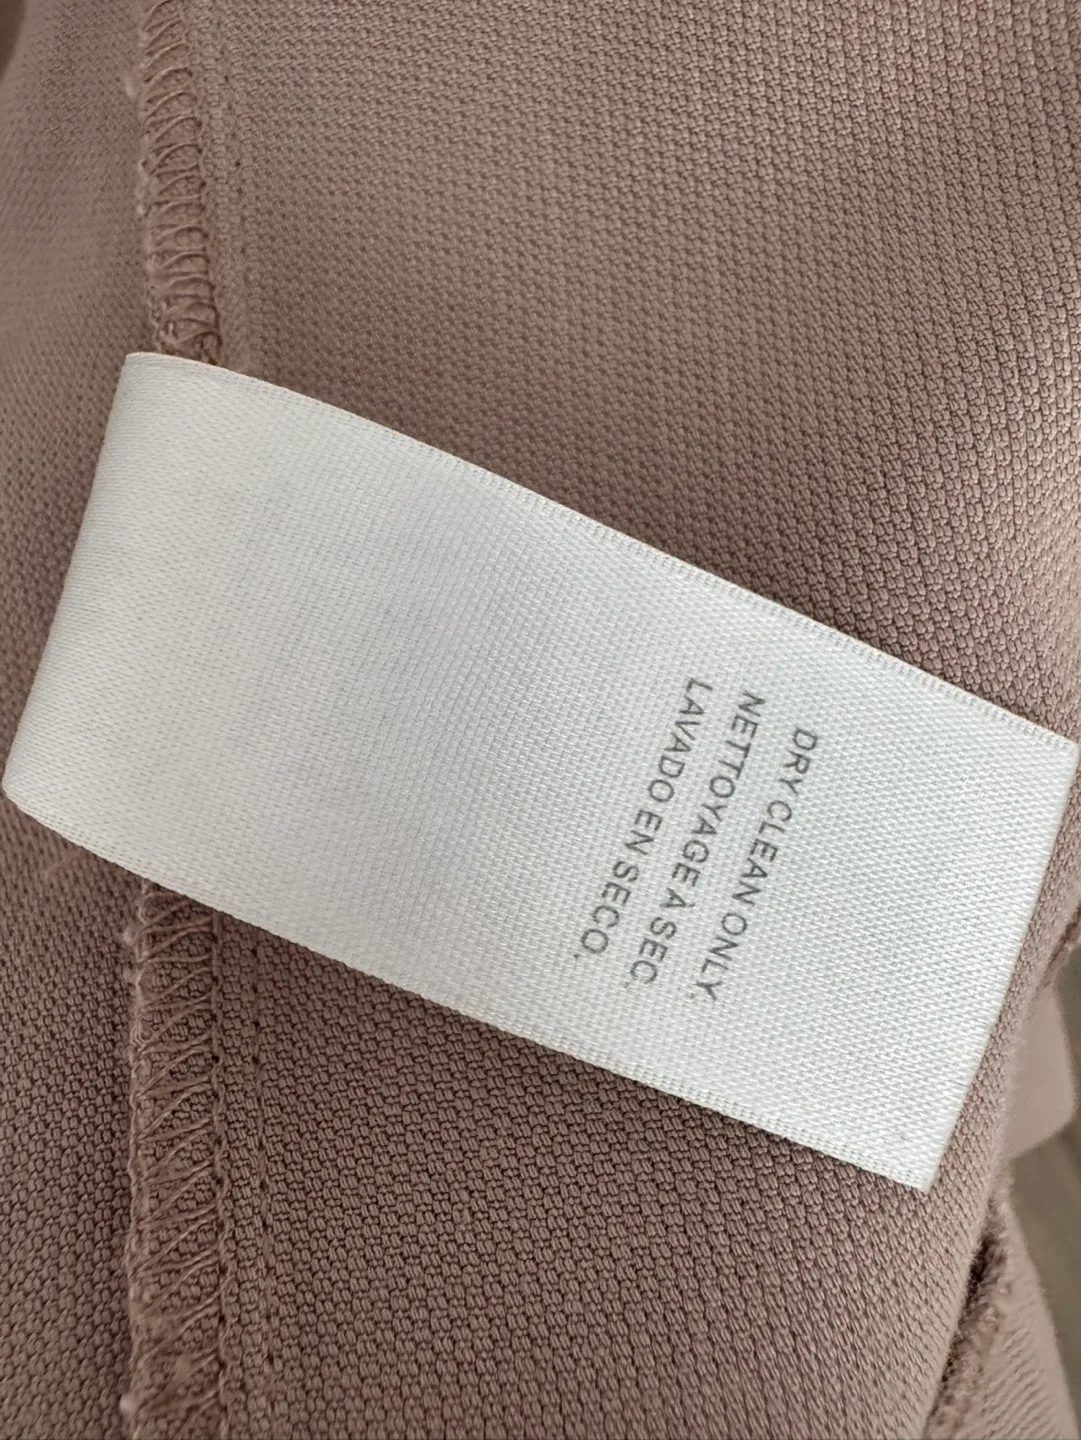 DRY CLEAN ONLY.
NETTOYAGE A SEC.
LAVADO EN SECO.